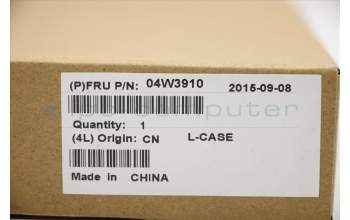 (P)FRU P/N: 04W3910 2015-09-08
Quantity: 1
(4L) Origin: CN L-CASE
Made in CHINA